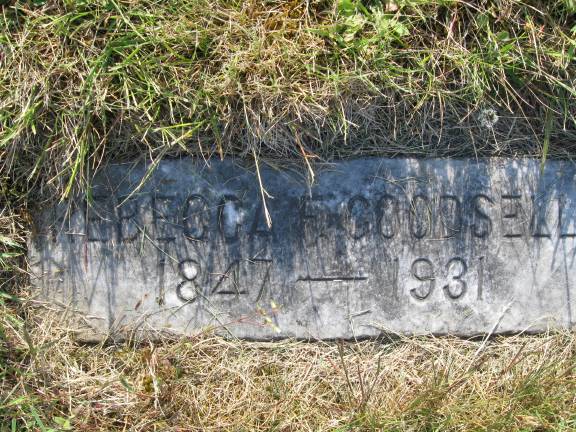 REBECCA F. GOODSELL
1847 — 1931